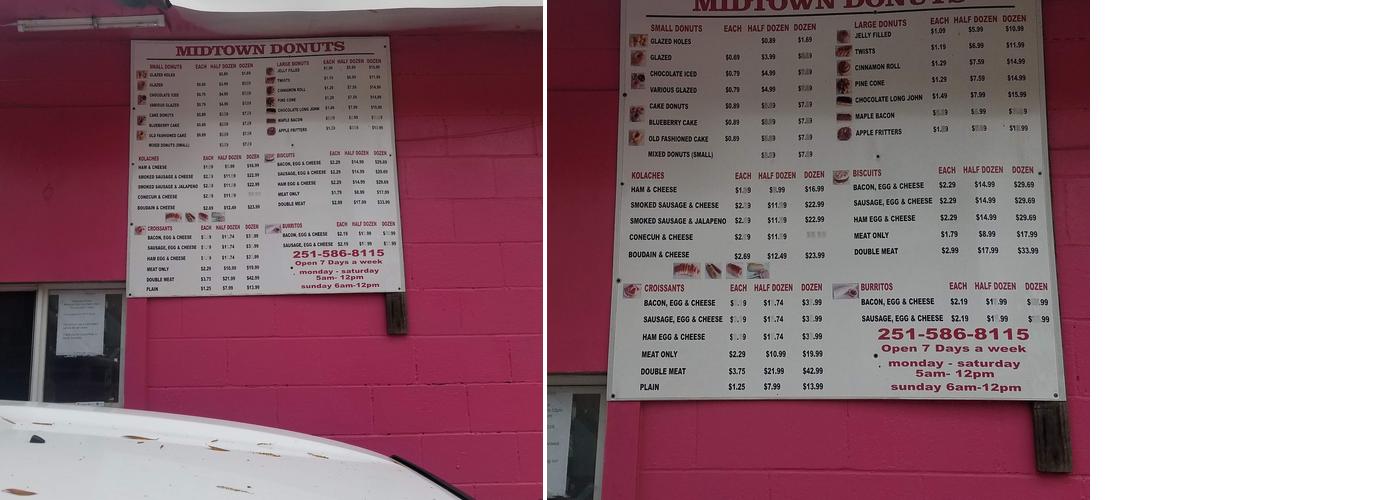 MIDTOWN DONUTS
SMALL DONUTS EACH HALF DOZEN DOZEN
GLAZED HOLES $0.89 $1.69
GLAZED $0.69 $3.99
CHOCOLATE ICED $0.79 $4.99
VARIOUS GLAZED $0.79 $4.99
CAKE DONUTS $0.89
BLUEBERRY CAKE $0.89
OLD FASHIONED CAKE $0.89
MIXED DONUTS (SMALL)
LARGE DONUTS EACH HALF DOZEN DOZEN
JELLY FILLED $1.09 $5.99 $10.99
TWISTS $1.19 $6.99 $11.99
CINNAMON ROLL $1.29 $7.59 $14.99
PINE CONE $1.29 $7.59 $14.99
CHOCOLATE LONG JOHN $1.49 $7.99 $15.99
MAPLE BACON
APPLE FRITTERS
KOLACHES EACH HALF DOZEN DOZEN
HAM & CHEESE $16.99
SMOKED SAUSAGE & CHEESE $22.99
SMOKED SAUSAGE & JALAPENO $22.99
CONECUH & CHEESE
BOUDAIN & CHEESE $2.69 $12.49 $23.99
BISCUITS EACH HALF DOZEN DOZEN
BACON, EGG & CHEESE $2.29 $14.99 $29.69
SAUSAGE, EGG & CHEESE $2.29 $14.99 $29.69
HAM EGG & CHEESE $2.29 $14.99 $29.69
MEAT ONLY $1.79 $8.99 $17.99
DOUBLE MEAT $2.99 $17.99 $33.99
CROISSANTS EACH HALF DOZEN DOZEN
BACON, EGG & CHEESE
SAUSAGE, EGG & CHEESE
HAM EGG & CHEESE
MEAT ONLY $2.29 $10.99 $19.99
DOUBLE MEAT $3.75 $21.99 $42.99
PLAIN $1.25 $7.99 $13.99
BURRITOS EACH HALF DOZEN DOZEN
BACON, EGG & CHEESE $2.19
SAUSAGE, EGG & CHEESE $2.19
251-586-8115
Open 7 Days a week
monday - saturday
5am- 12pm
sunday 6am-12pm